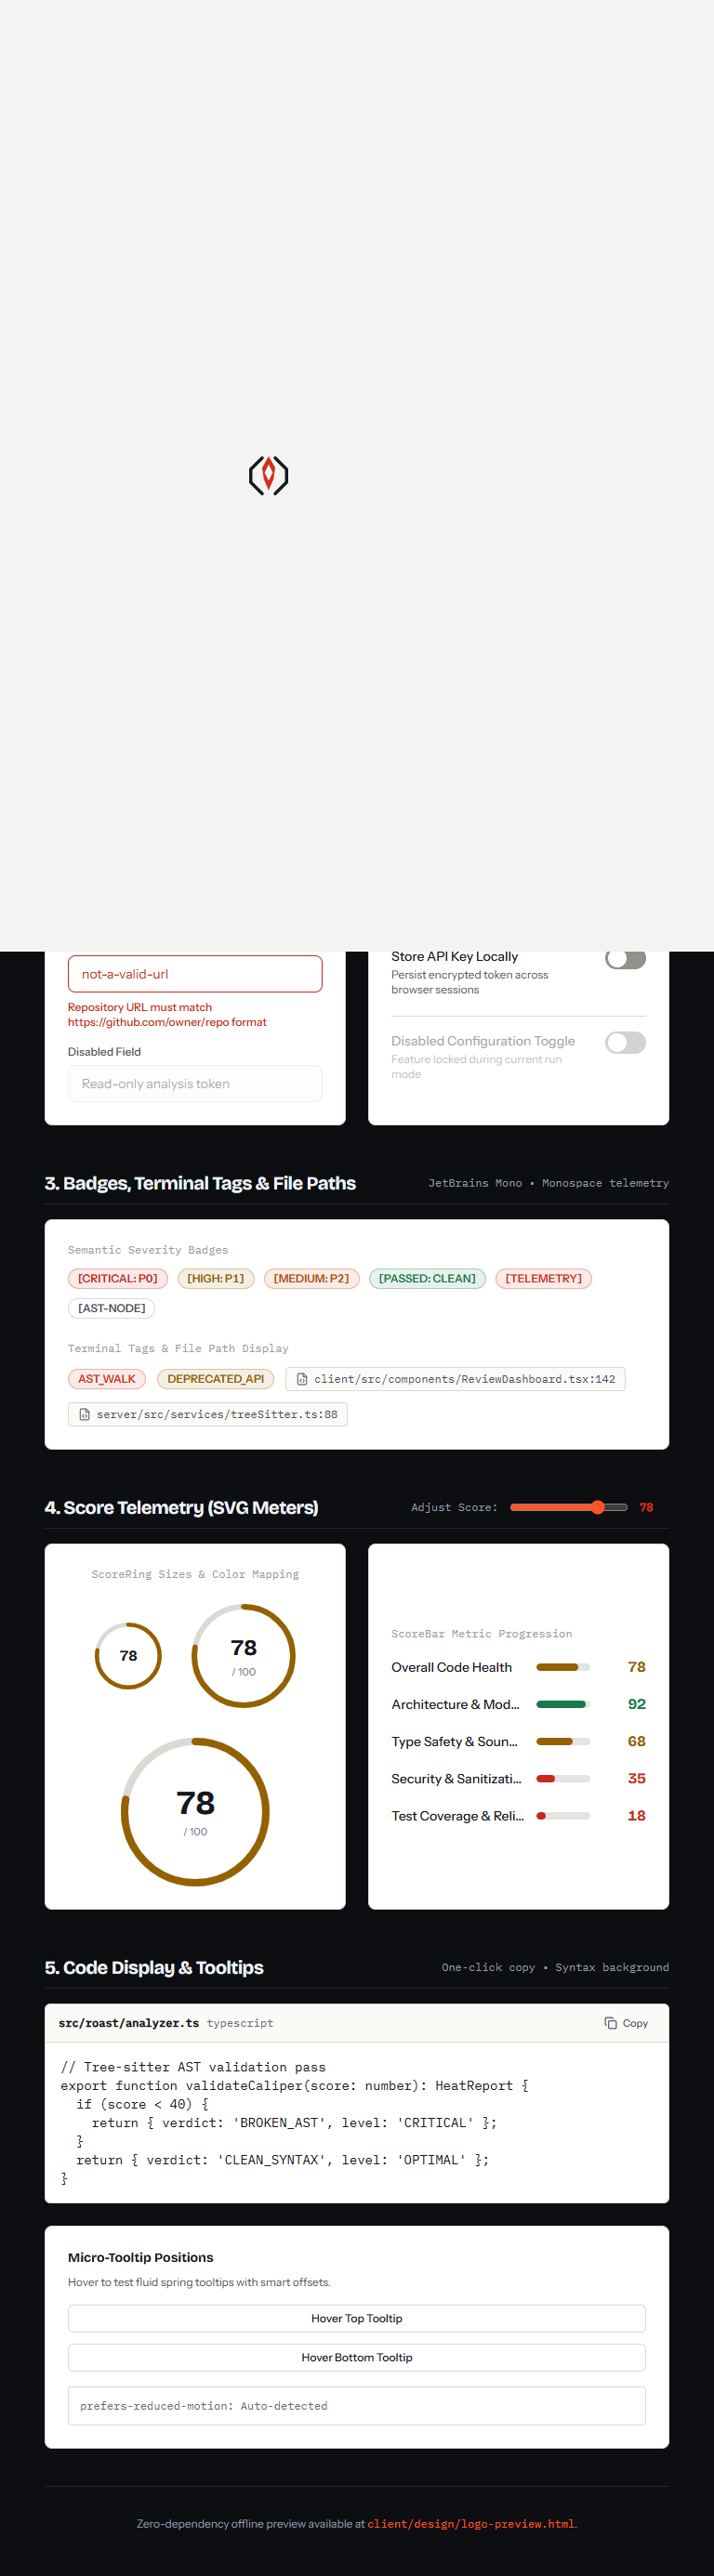 not-a-valid-url
Repository URL must match
https://github.com/owner/repo format
Disabled Field
Read-only analysis token
Store API Key Locally
Persist encrypted token across
browser sessions
Disabled Configuration Toggle
Feature locked during current run
mode
3. Badges, Terminal Tags & File Paths
JetBrains Mono • Monospace telemetry
Semantic Severity Badges
[CRITICAL: P0] [HIGH: P1] [MEDIUM: P2] [PASSED: CLEAN] [TELEMETRY]
[AST-NODE]
Terminal Tags & File Path Display
AST_WALK DEPRECATED_API client/src/components/ReviewDashboard.tsx:142
server/src/services/treeSitter.ts:88
4. Score Telemetry (SVG Meters)
Adjust Score: 78
ScoreRing Sizes & Color Mapping
78
78
/ 100
78
/ 100
ScoreBar Metric Progression
Overall Code Health 78
Architecture & Mod... 92
Type Safety & Soun... 68
Security & Sanitizati... 35
Test Coverage & Reli... 18
5. Code Display & Tooltips
One-click copy • Syntax background
src/roast/analyzer.ts typescript
Copy
// Tree-sitter AST validation pass
export function validateCaliper(score: number): HeatReport {
  if (score < 40) {
    return { verdict: 'BROKEN_AST', level: 'CRITICAL' };
  }
  return { verdict: 'CLEAN_SYNTAX', level: 'OPTIMAL' };
}
Micro-Tooltip Positions
Hover to test fluid spring tooltips with smart offsets.
Hover Top Tooltip
Hover Bottom Tooltip
prefers-reduced-motion: Auto-detected
Zero-dependency offline preview available at client/design/logo-preview.html.